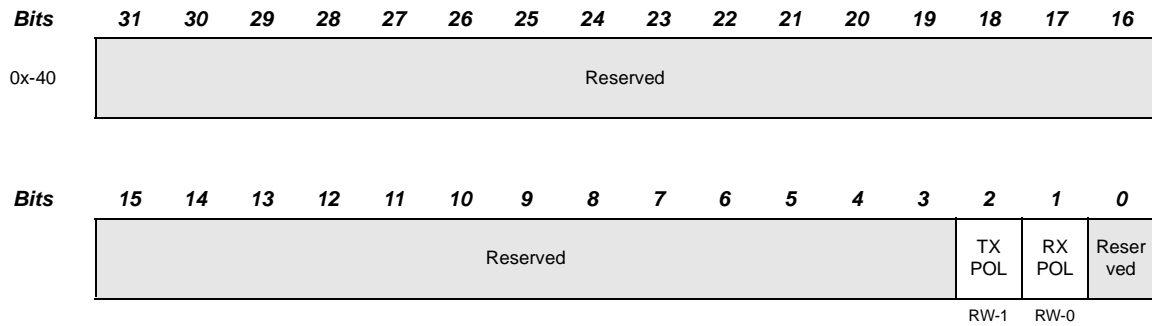 Bits 31 30 29 28 27 26 25 24 23 22 21 20 19 18 17 16
0x-40 Reserved
Bits 15 14 13 12 11 10 9 8 7 6 5 4 3 2 1 0
Reserved TX RX Reser
POL POL ved
RW-1 RW-0